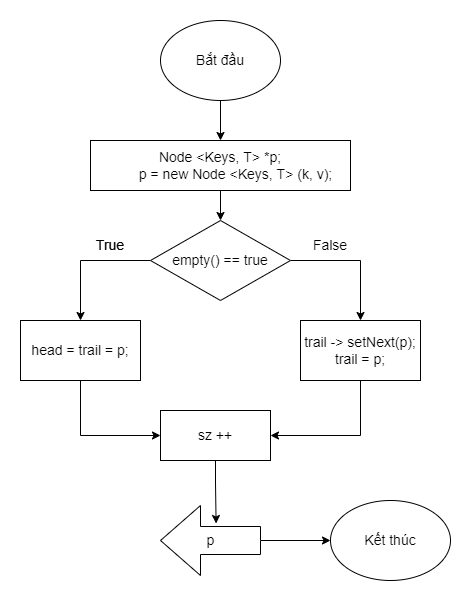 Bắt đầu
Node <Keys, T> *p;
p = new Node <Keys, T> (k, v);
True
False
empty() == true
head = trail = p;
trail -> setNext(p);
trail = p;
sz ++
p
Kết thúc